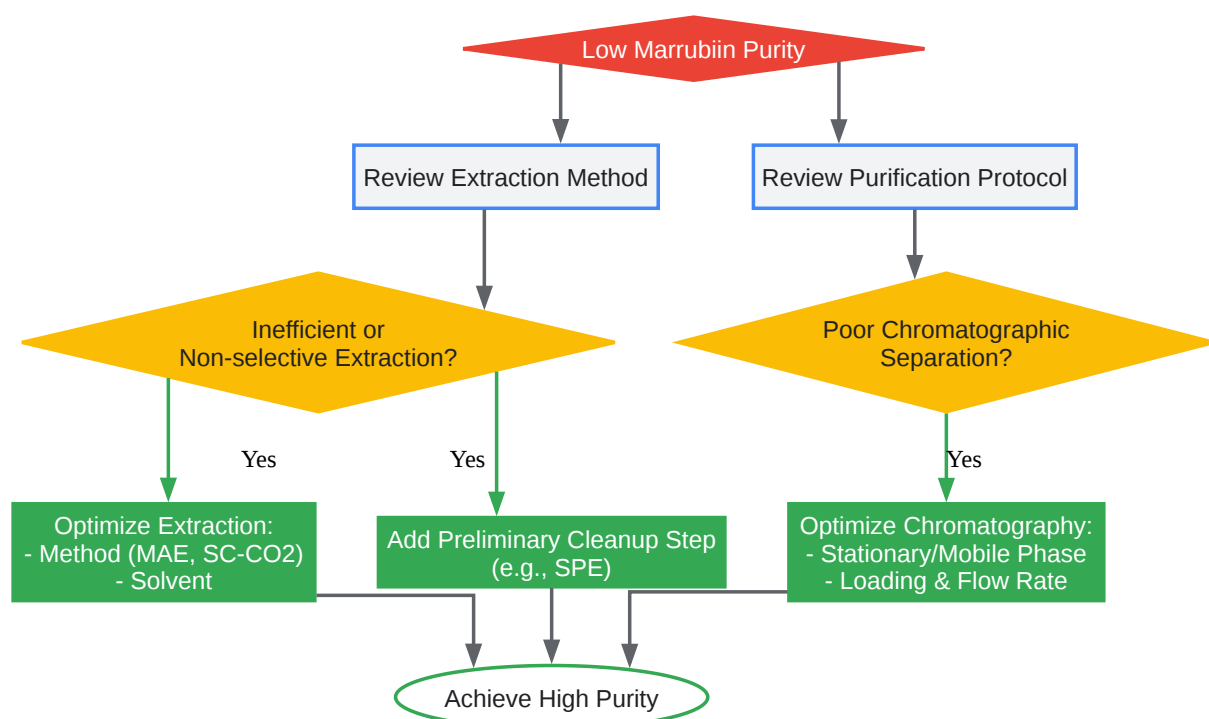 Low Marrubiin Purity
Review Extraction Method
Review Purification Protocol
Inefficient or
Non-selective Extraction?
Poor Chromatographic
Separation?
Yes
Yes
Yes
Optimize Extraction:
- Method (MAE, SC-CO2)
- Solvent
Add Preliminary Cleanup Step
(e.g., SPE)
Optimize Chromatography:
- Stationary/Mobile Phase
- Loading & Flow Rate
Achieve High Purity